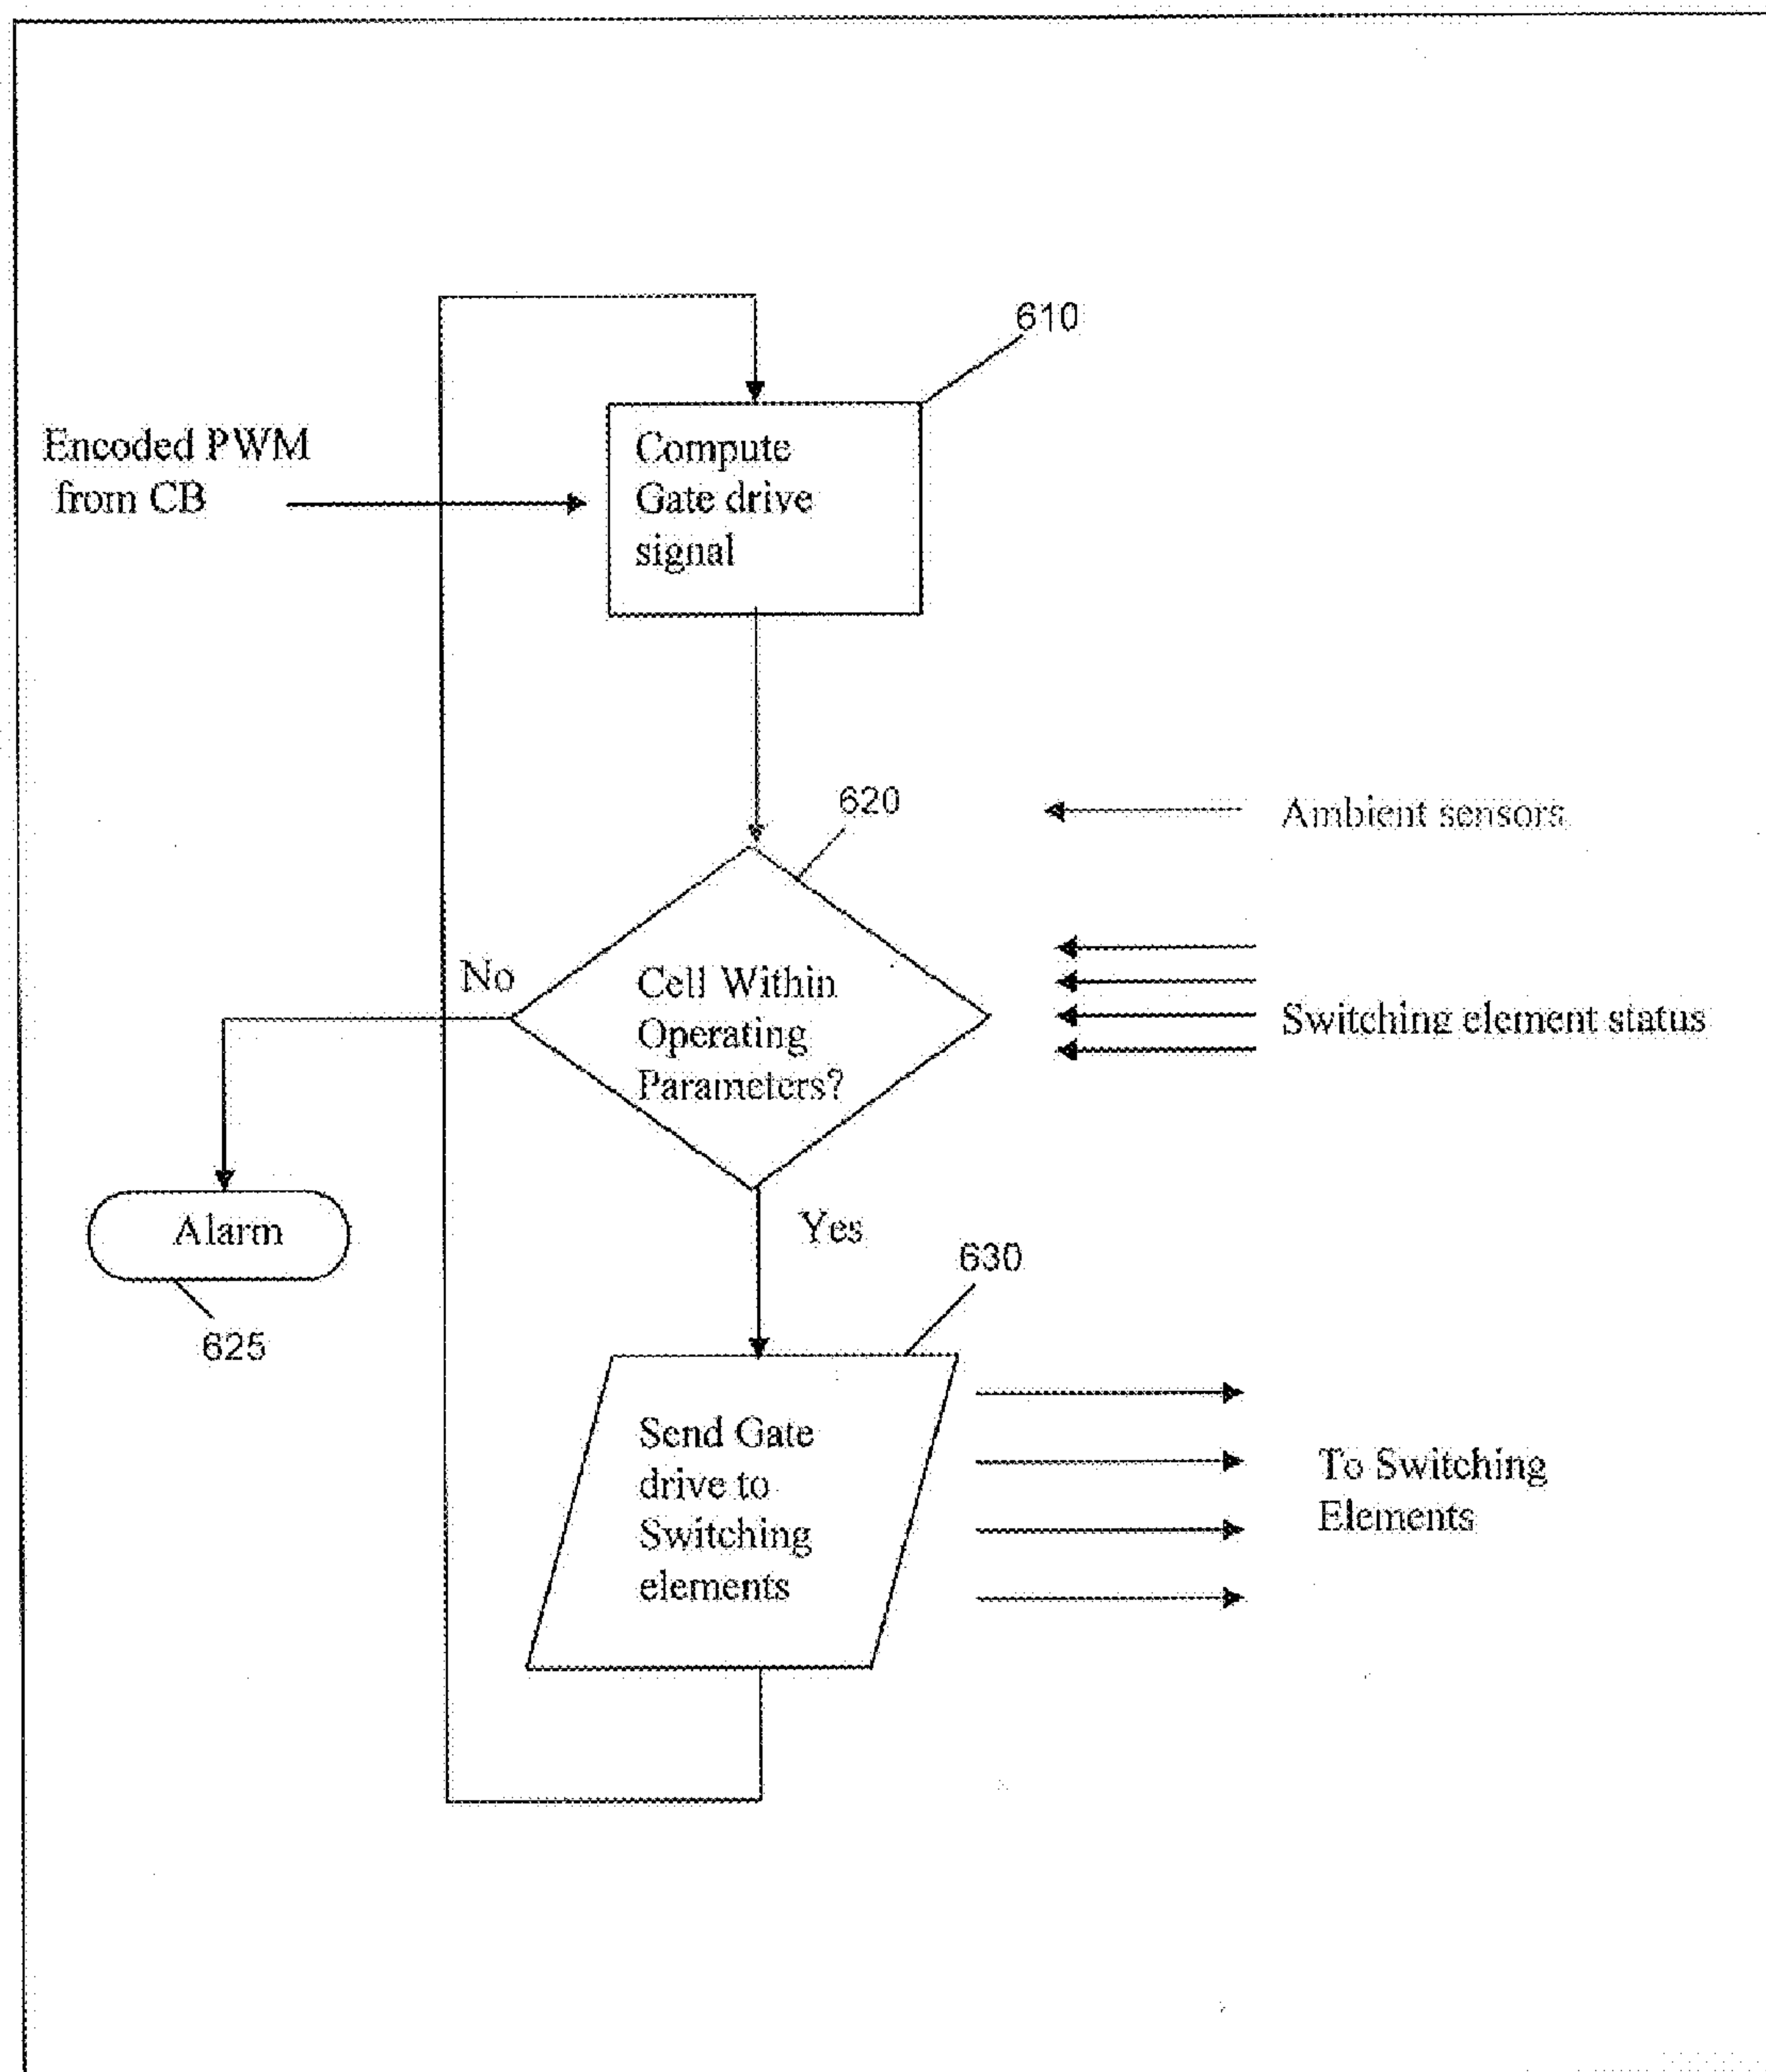 610
Encoded PWM
from CB
Compute
Gate drive
signal
620
Ambient sensors
No
Cell Within
Operating
Parameters?
Switching element status
Alarm
Yes
625
630
Send Gate
drive to
Switching
elements
To Switching
Elements